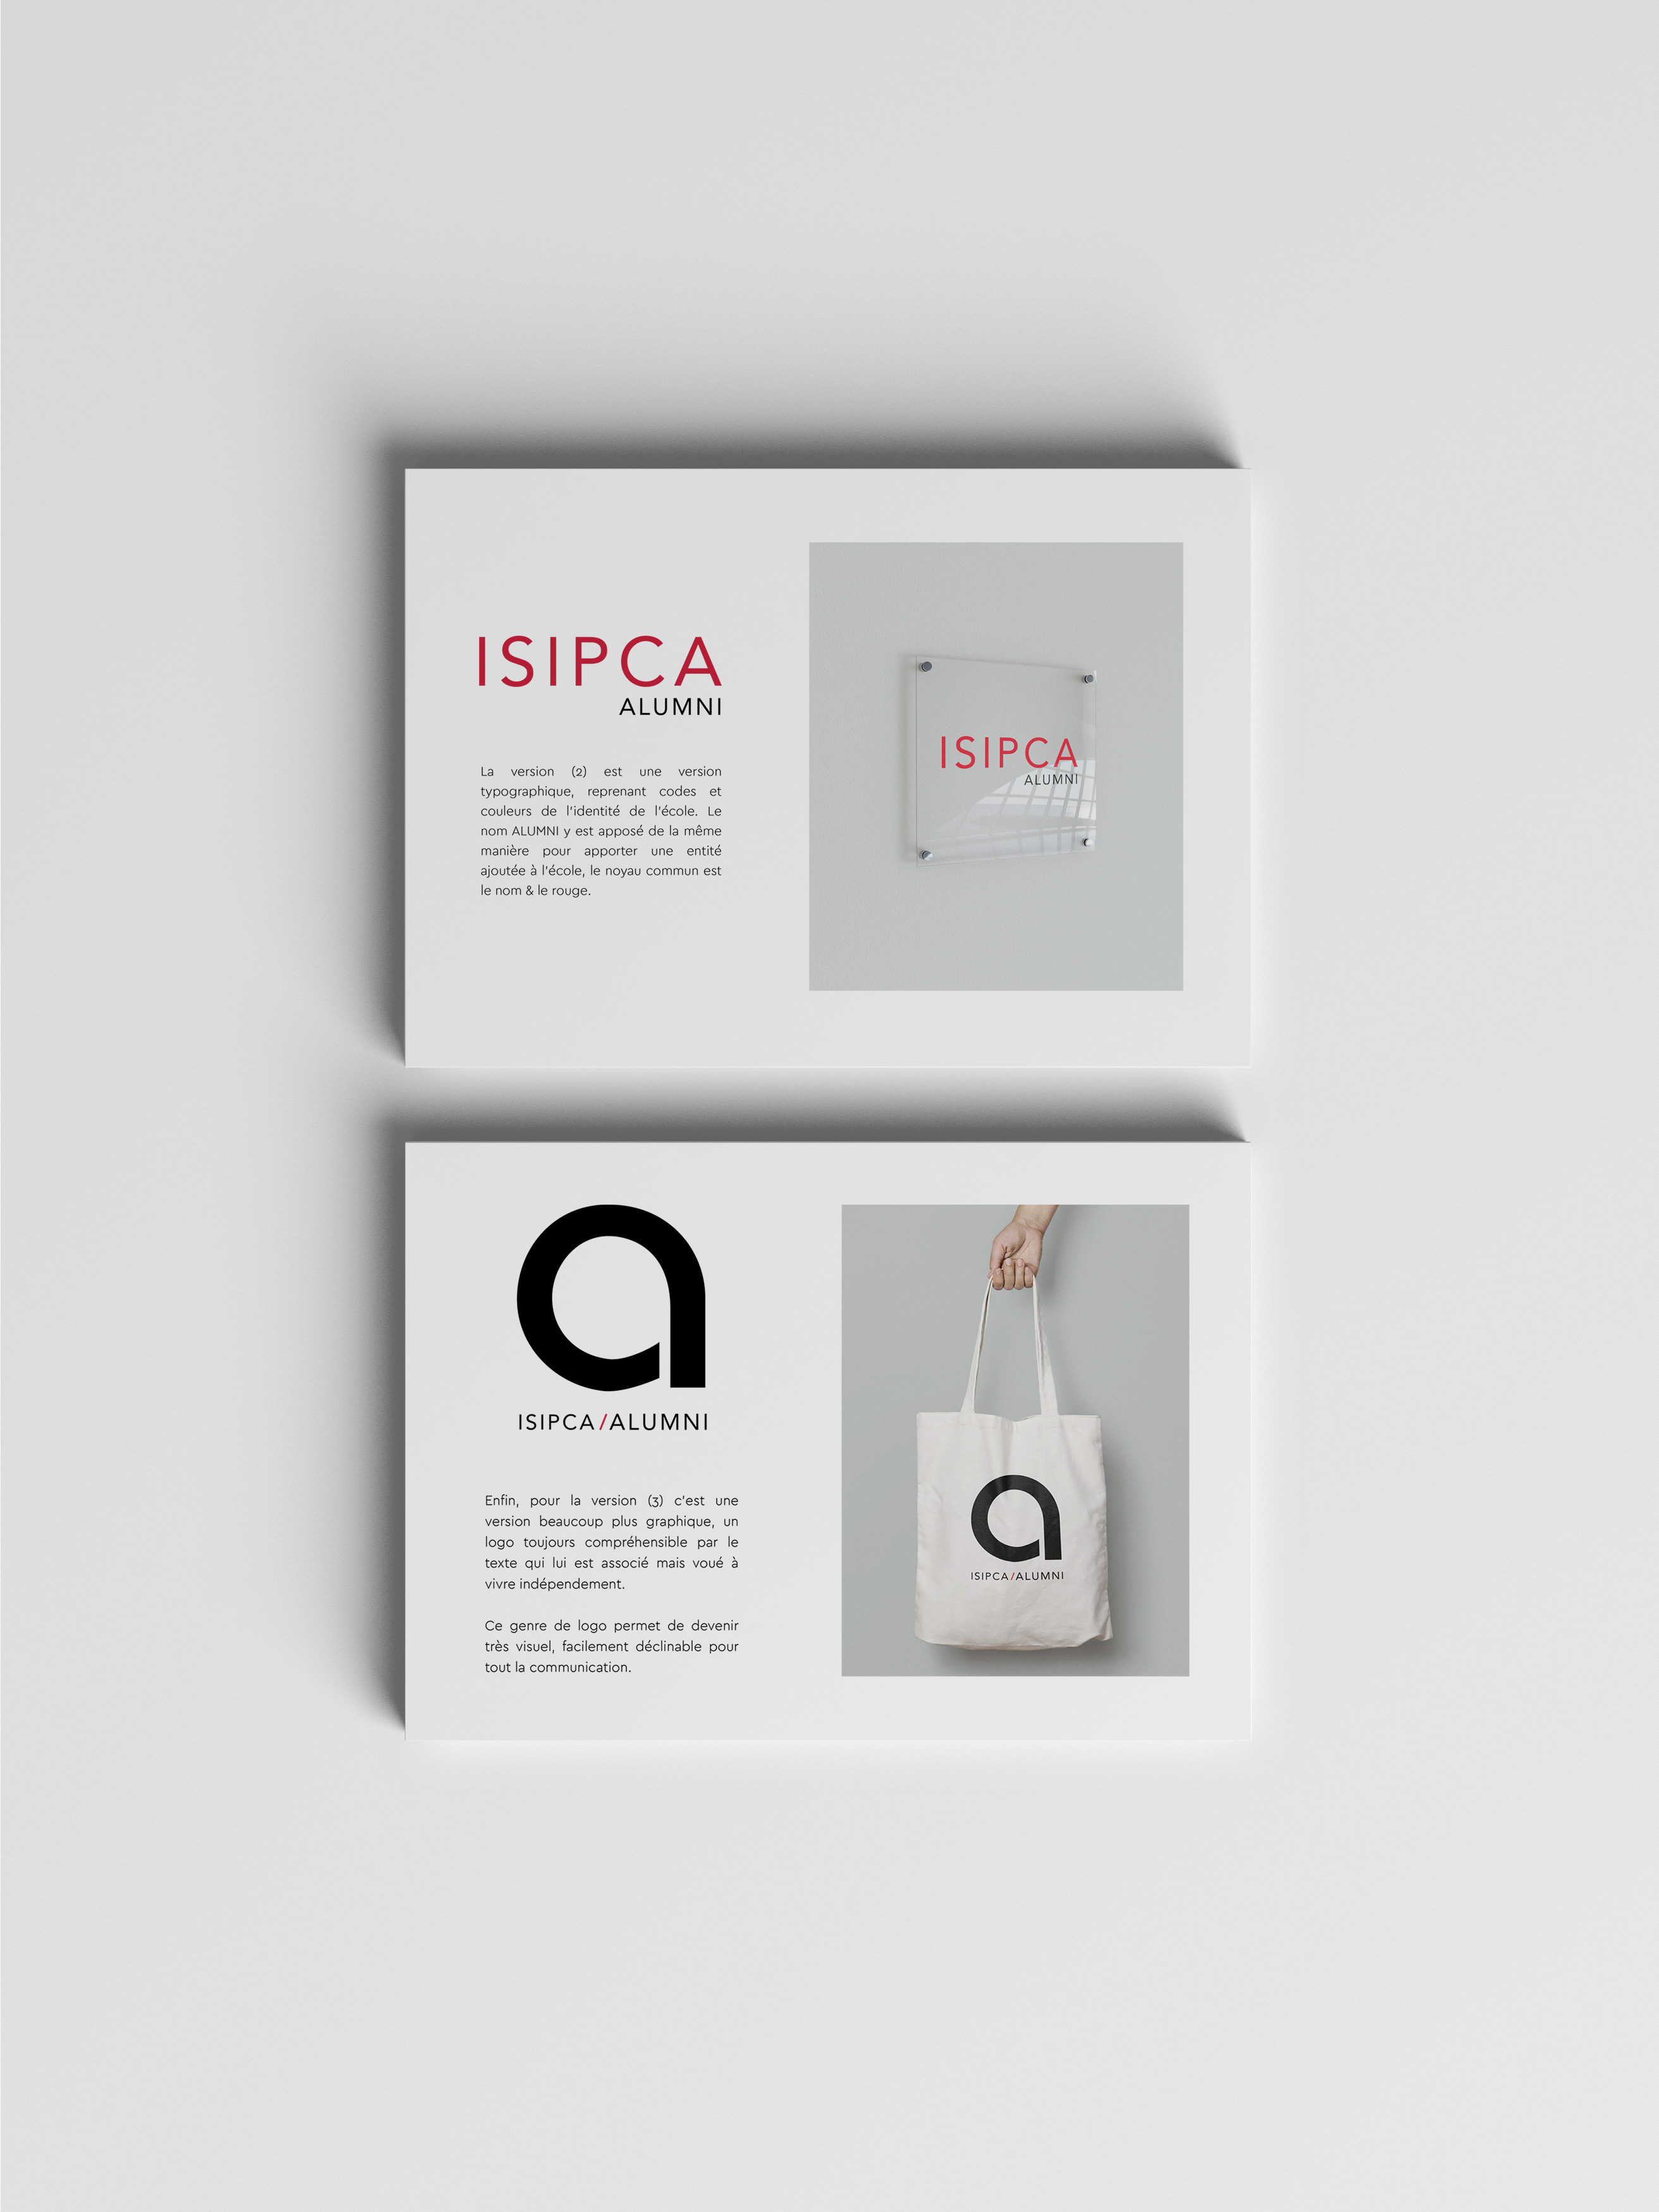 ISIPCA
ALUMNI
La version (2) est une version
typographique, reprenant codes et
couleurs de l'identité de l'école. Le
nom ALUMNI y est apposé de la même
manière pour apporter une entité
ajoutée à l'école, le noyau commun est
le nom & le rouge.
ISIPCA
ALUMNI
a
ISIPCA/ALUMNI
Enfin, pour la version (3) c'est une
version beaucoup plus graphique, un
logo toujours compréhensible par le
texte qui lui est associé mais voué à
vivre indépendement.
Ce genre de logo permet de devenir
très visuel, facilement déclinable pour
tout la communication.
a
ISIPCA/ALUMNI